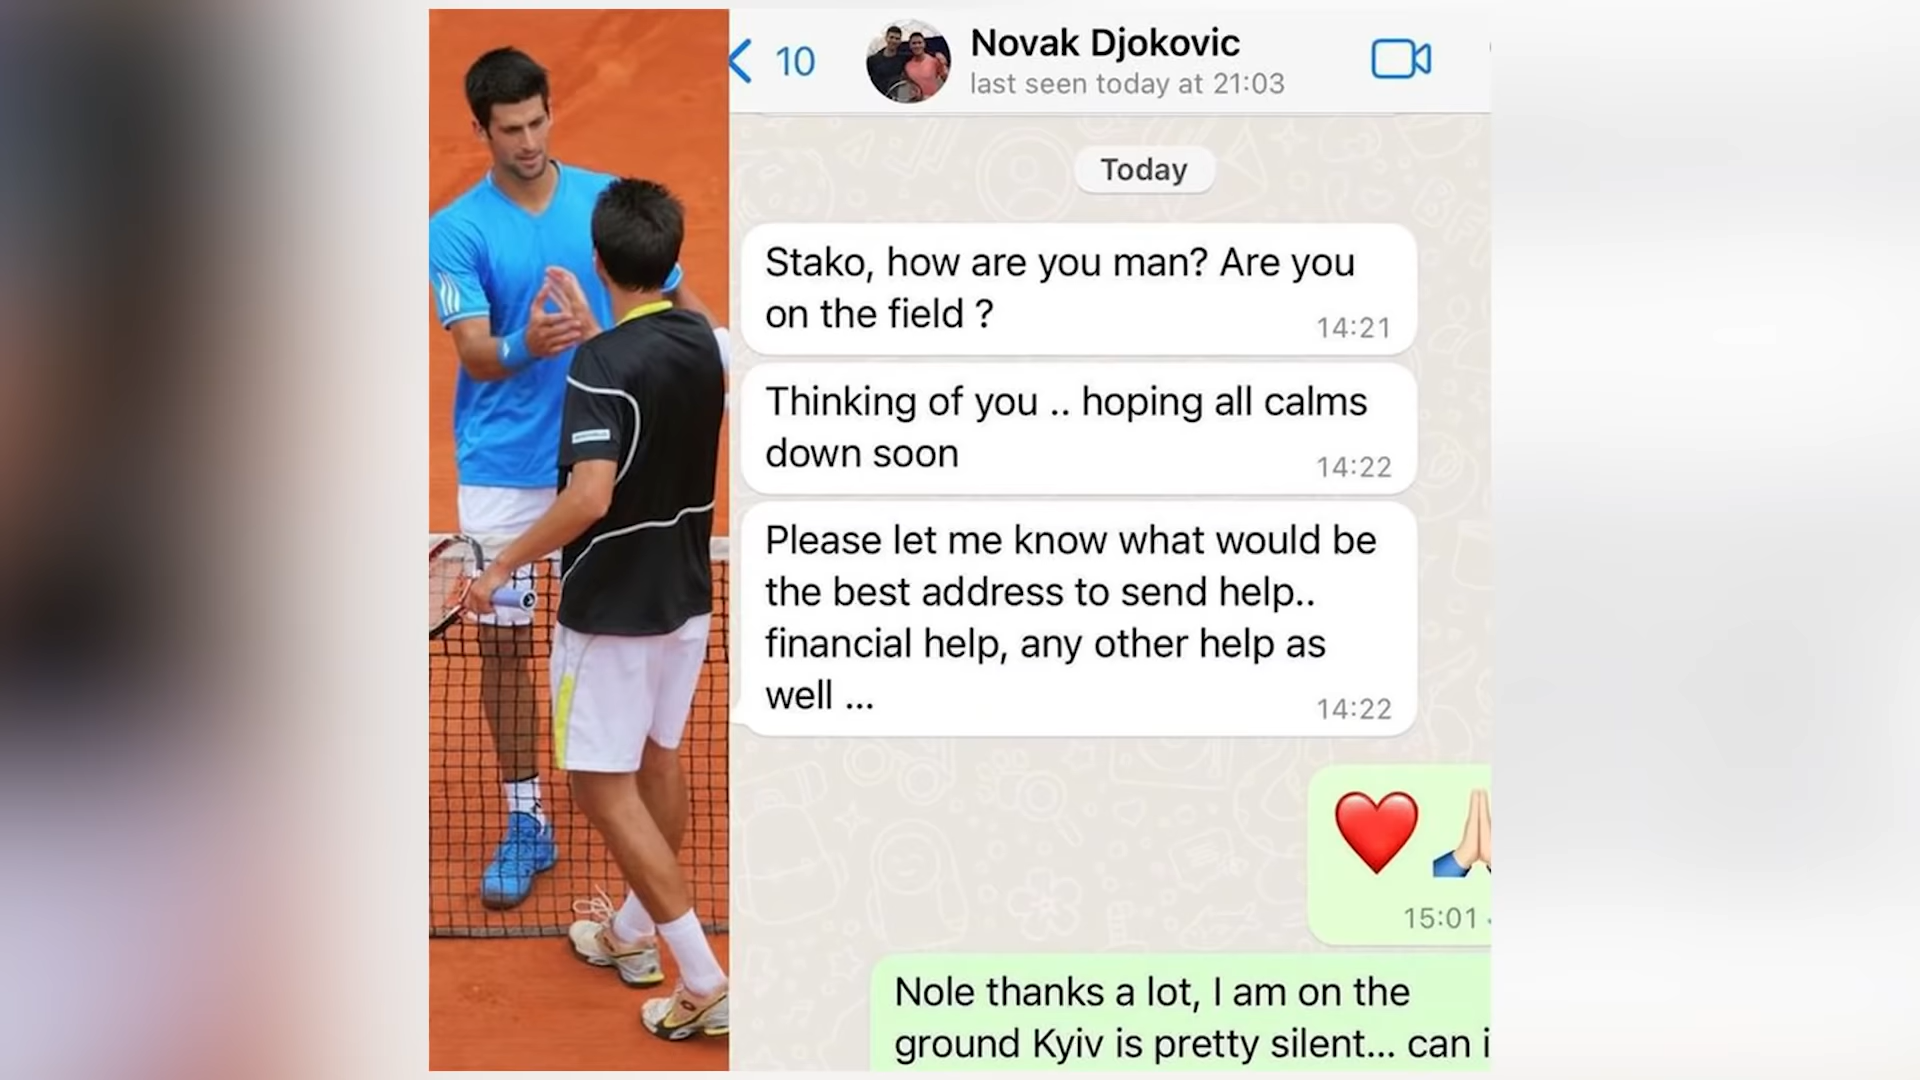 10
Novak Djokovic
last seen today at 21:03
Today
Stako, how are you man? Are you
on the field ?
14:21
Thinking of you .. hoping all calms
down soon
14:22
Please let me know what would be
the best address to send help..
financial help, any other help as
well ...
14:22
15:01
Nole thanks a lot, I am on the
ground Kyiv is pretty silent... can i